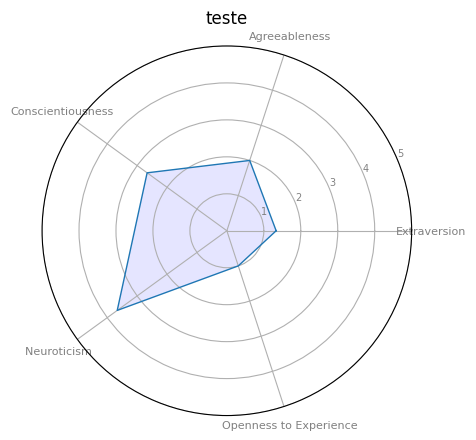 teste
Agreeableness
Conscientiousness
5
4
3
2
1
Extraversion
Neuroticism
Openness to Experience